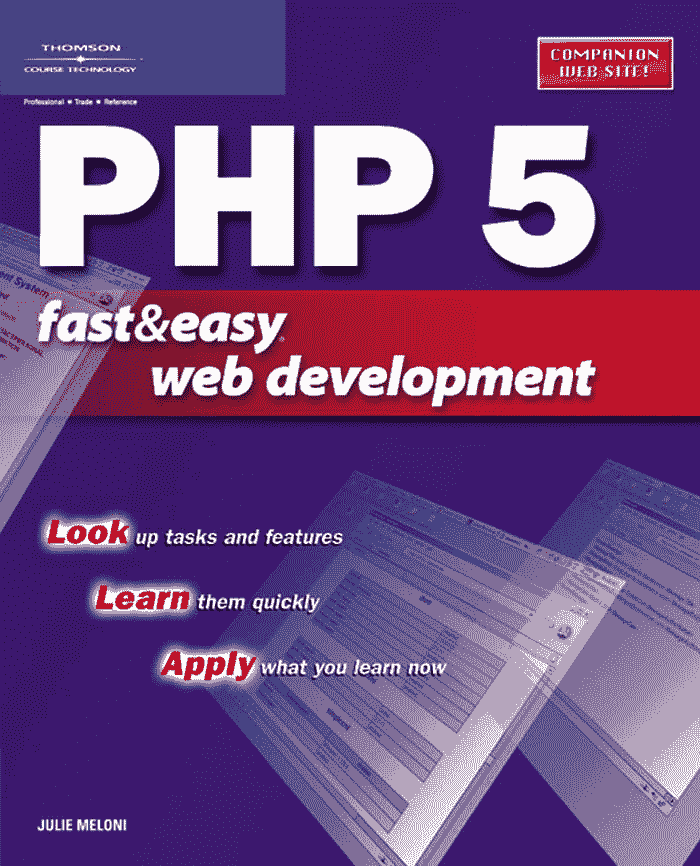 THOMSON
COURSE TECHNOLOGY
Professional ■ Trade ■ Reference
COMPANION
WEB SITE!
PHP 5
fast&easy®
web development
Look up tasks and features
Learn them quickly
Apply what you learn now
JULIE MELONI